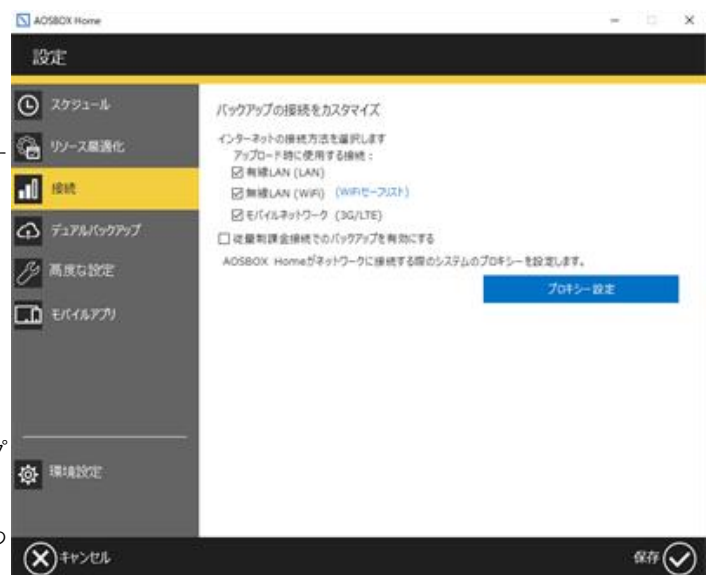 AOSBOX Home
設定
スケジュール
リソース最適化
接続
デュアルバックアップ
高度な設定
モバイルアプリ
環境設定
バックアップの接続をカスタマイズ
インターネットの接続方法を選択します
アップロード時に使用する接続：
有線LAN (LAN)
無線LAN (WiFi) (WiFiセーフリスト)
モバイルネットワーク (3G/LTE)
従量制課金接続でのバックアップを有効にする
AOSBOX Homeがネットワークに接続する際のシステムのプロキシーを設定します。
プロキシー設定
キャンセル
保存